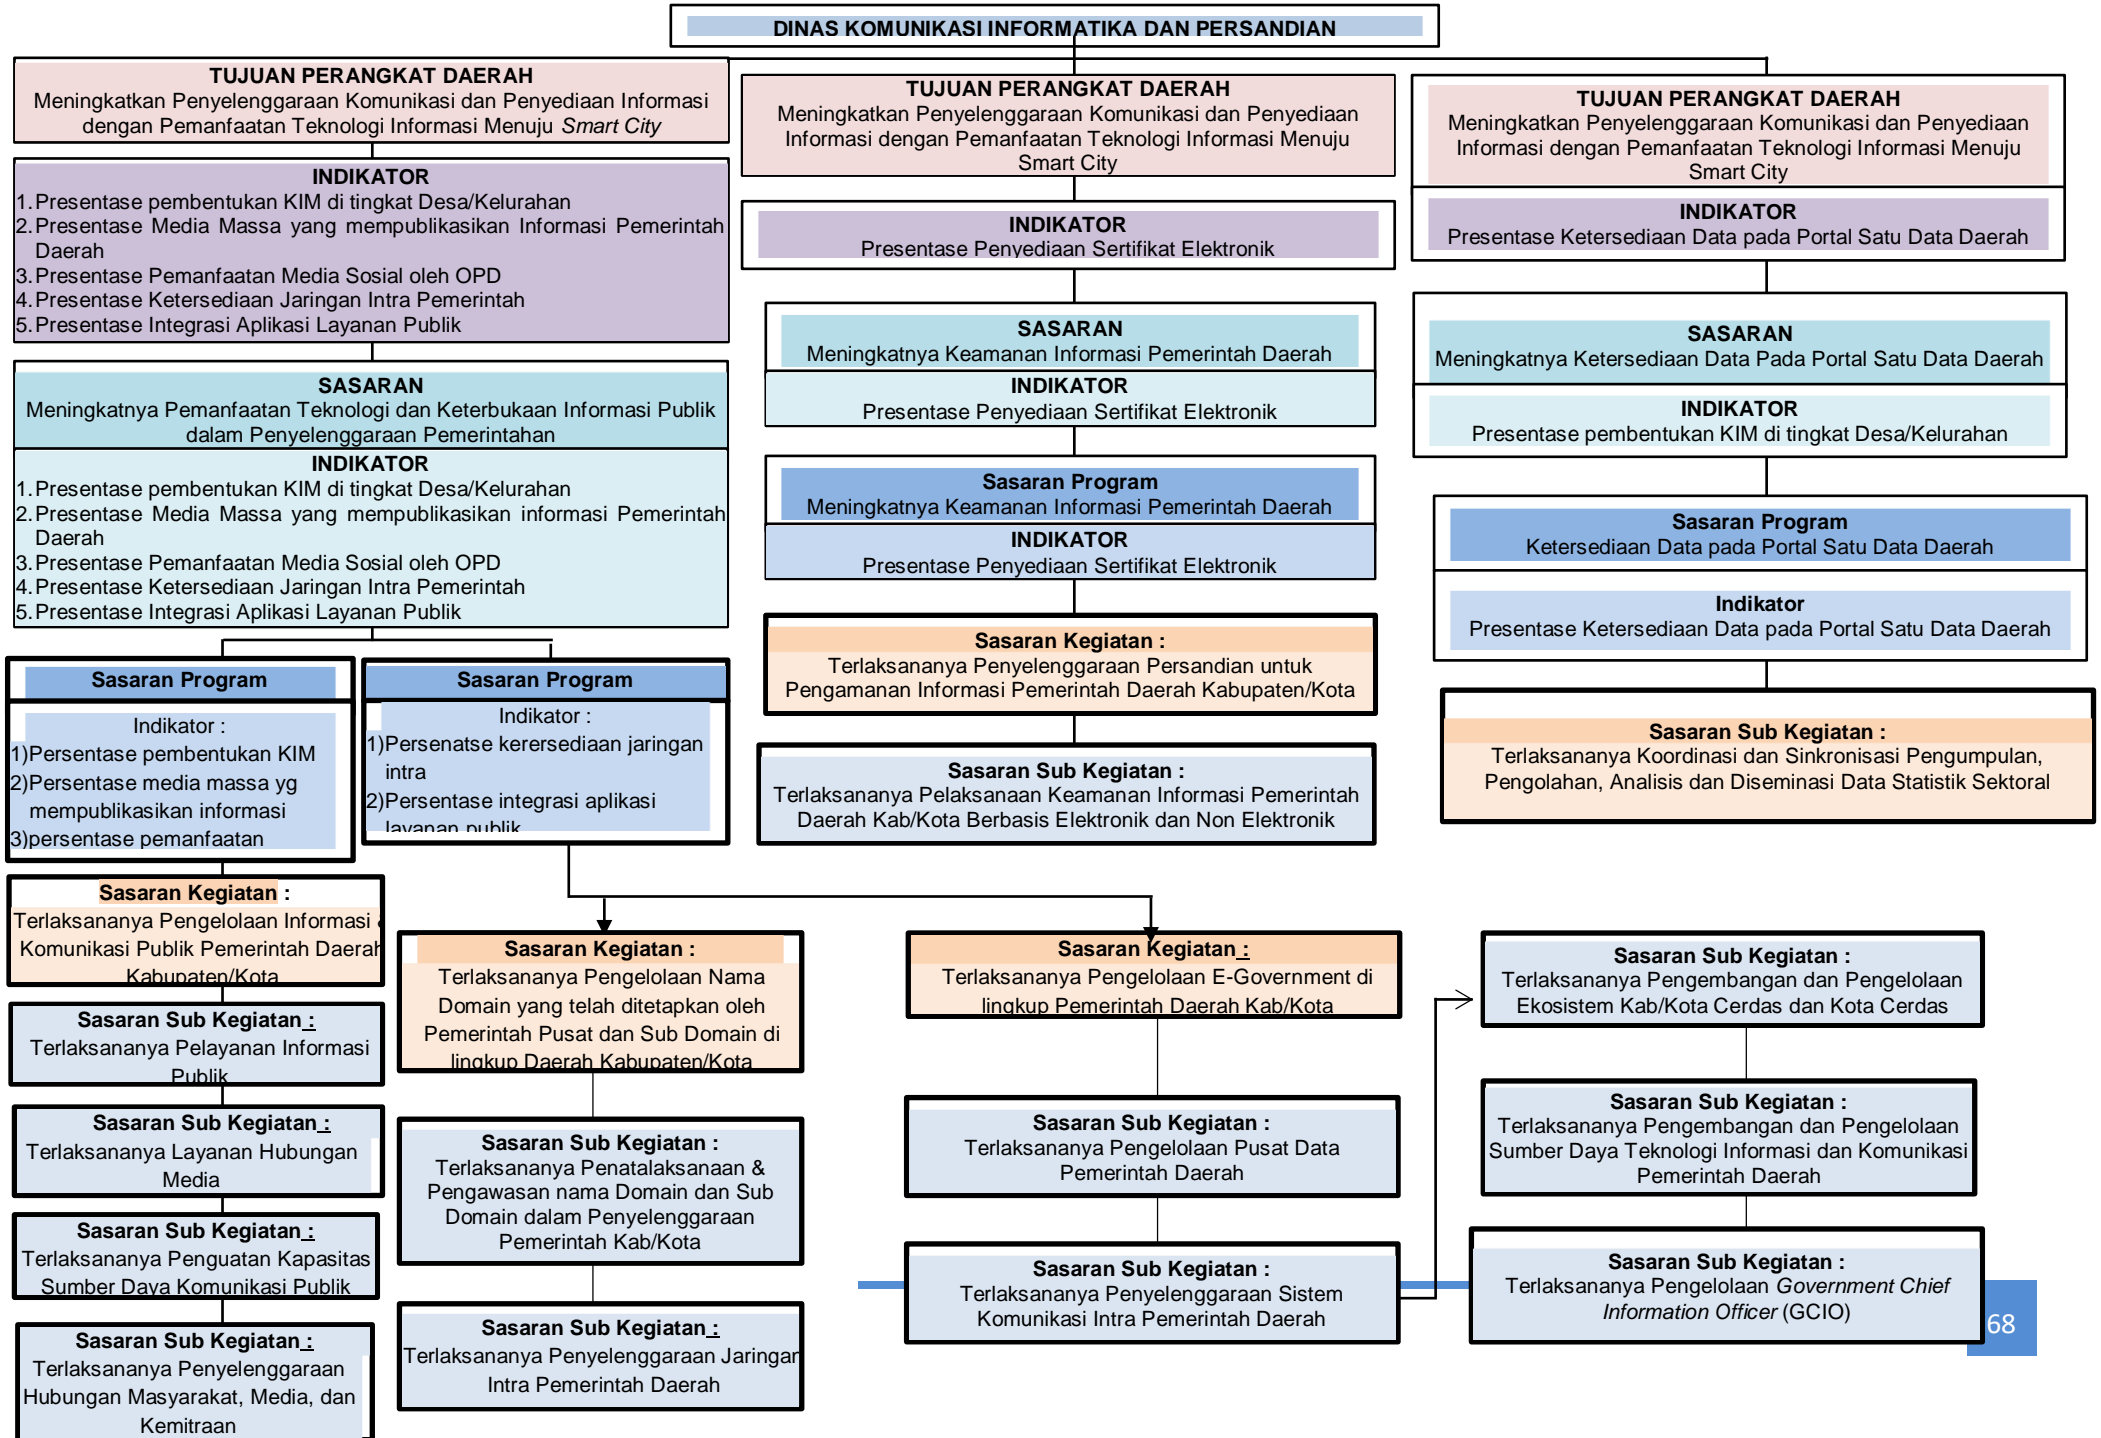 DINAS KOMUNIKASI INFORMATIKA DAN PERSANDIAN
TUJUAN PERANGKAT DAERAH
Meningkatkan Penyelenggaraan Komunikasi dan Penyediaan Informasi
dengan Pemanfaatan Teknologi Informasi Menuju Smart City
INDIKATOR
1. Presentase pembentukan KIM di tingkat Desa/Kelurahan
2. Presentase Media Massa yang mempublikasikan Informasi Pemerintah
Daerah
3. Presentase Pemanfaatan Media Sosial oleh OPD
4. Presentase Ketersediaan Jaringan Intra Pemerintah
5. Presentase Integrasi Aplikasi Layanan Publik
SASARAN
Meningkatnya Pemanfaatan Teknologi dan Keterbukaan Informasi Publik
dalam Penyelenggaraan Pemerintahan
INDIKATOR
1. Presentase pembentukan KIM di tingkat Desa/Kelurahan
2. Presentase Media Massa yang mempublikasikan informasi Pemerintah
Daerah
3. Presentase Pemanfaatan Media Sosial oleh OPD
4. Presentase Ketersediaan Jaringan Intra Pemerintah
5. Presentase Integrasi Aplikasi Layanan Publik
TUJUAN PERANGKAT DAERAH
Meningkatkan Penyelenggaraan Komunikasi dan Penyediaan
Informasi dengan Pemanfaatan Teknologi Informasi Menuju
Smart City
INDIKATOR
Presentase Penyediaan Sertifikat Elektronik
SASARAN
Meningkatnya Keamanan Informasi Pemerintah Daerah
INDIKATOR
Presentase Penyediaan Sertifikat Elektronik
Sasaran Program
Meningkatnya Keamanan Informasi Pemerintah Daerah
INDIKATOR
Presentase Penyediaan Sertifikat Elektronik
Sasaran Kegiatan :
Terlaksananya Penyelenggaraan Persandian untuk
Pengamanan Informasi Pemerintah Daerah Kabupaten/Kota
Sasaran Sub Kegiatan :
Terlaksananya Pelaksanaan Keamanan Informasi Pemerintah
Daerah Kab/Kota Berbasis Elektronik dan Non Elektronik
TUJUAN PERANGKAT DAERAH
Meningkatkan Penyelenggaraan Komunikasi dan Penyediaan
Informasi dengan Pemanfaatan Teknologi Informasi Menuju
Smart City
INDIKATOR
Presentase Ketersediaan Data pada Portal Satu Data Daerah
SASARAN
Meningkatnya Ketersediaan Data Pada Portal Satu Data Daerah
INDIKATOR
Presentase pembentukan KIM di tingkat Desa/Kelurahan
Sasaran Program
Ketersediaan Data pada Portal Satu Data Daerah
Indikator
Presentase Ketersediaan Data pada Portal Satu Data Daerah
Sasaran Sub Kegiatan :
Terlaksananya Koordinasi dan Sinkronisasi Pengumpulan,
Pengolahan, Analisis dan Diseminasi Data Statistik Sektoral
Sasaran Program
Indikator :
1)Persentase pembentukan KIM
2)Persentase media massa yg
mempublikasikan informasi
3)persentase pemanfaatan
Sasaran Program
Indikator :
1)Persenatse kerersediaan jaringan
intra
2)Persentase integrasi aplikasi
layanan publik
Sasaran Kegiatan :
Terlaksananya Pengelolaan Informasi &
Komunikasi Publik Pemerintah Daerah
Kabupaten/Kota
Sasaran Sub Kegiatan :
Terlaksananya Pelayanan Informasi
Publik
Sasaran Sub Kegiatan :
Terlaksananya Layanan Hubungan
Media
Sasaran Sub Kegiatan :
Terlaksananya Penguatan Kapasitas
Sumber Daya Komunikasi Publik
Sasaran Sub Kegiatan :
Terlaksananya Penyelenggaraan
Hubungan Masyarakat, Media, dan
Kemitraan
Sasaran Kegiatan :
Terlaksananya Pengelolaan Nama
Domain yang telah ditetapkan oleh
Pemerintah Pusat dan Sub Domain di
lingkup Daerah Kabupaten/Kota
Sasaran Sub Kegiatan :
Terlaksananya Penatalaksanaan &
Pengawasan nama Domain dan Sub
Domain dalam Penyelenggaraan
Pemerintah Kab/Kota
Sasaran Sub Kegiatan :
Terlaksananya Penyelenggaraan Jaringan
Intra Pemerintah Daerah
Sasaran Kegiatan :
Terlaksananya Pengelolaan E-Government di
lingkup Pemerintah Daerah Kab/Kota
Sasaran Sub Kegiatan :
Terlaksananya Pengelolaan Pusat Data
Pemerintah Daerah
Sasaran Sub Kegiatan :
Terlaksananya Penyelenggaraan Sistem
Komunikasi Intra Pemerintah Daerah
Sasaran Sub Kegiatan :
Terlaksananya Pengembangan dan Pengelolaan
Ekosistem Kab/Kota Cerdas dan Kota Cerdas
Sasaran Sub Kegiatan :
Terlaksananya Pengembangan dan Pengelolaan
Sumber Daya Teknologi Informasi dan Komunikasi
Pemerintah Daerah
Sasaran Sub Kegiatan :
Terlaksananya Pengelolaan Government Chief
Information Officer (GCIO)
68